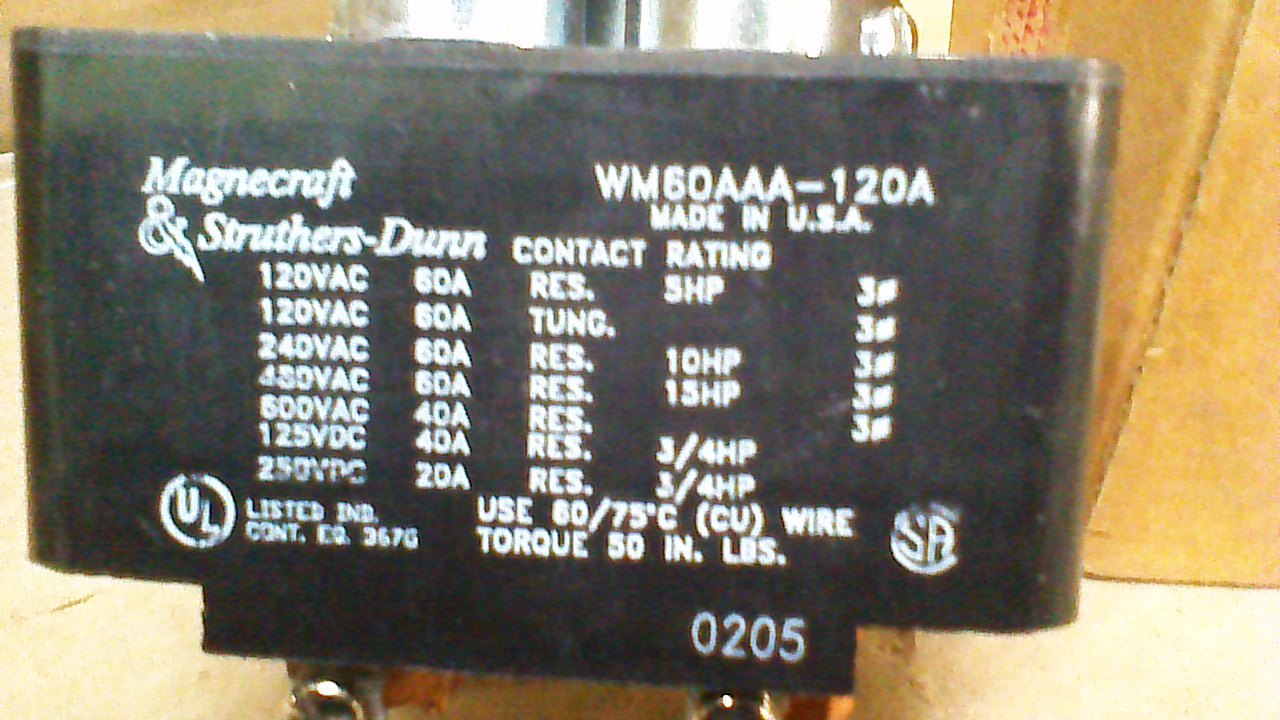 Magnecraft
& Struthers-Dunn
WM60AAA-120A
MADE IN U.S.A.
CONTACT RATING
120VAC 60A RES. 5HP 3ø
120VAC 60A TUNG. 3ø
240VAC 60A RES. 10HP 3ø
480VAC 60A RES. 15HP 3ø
600VAC 40A RES. 3ø
125VDC 40A RES. 3/4HP
250VDC 20A RES. 3/4HP
UL LISTED IND.
CONT. EQ. 367G
USE 60/75°C (CU) WIRE
TORQUE 50 IN. LBS.
SA
0205